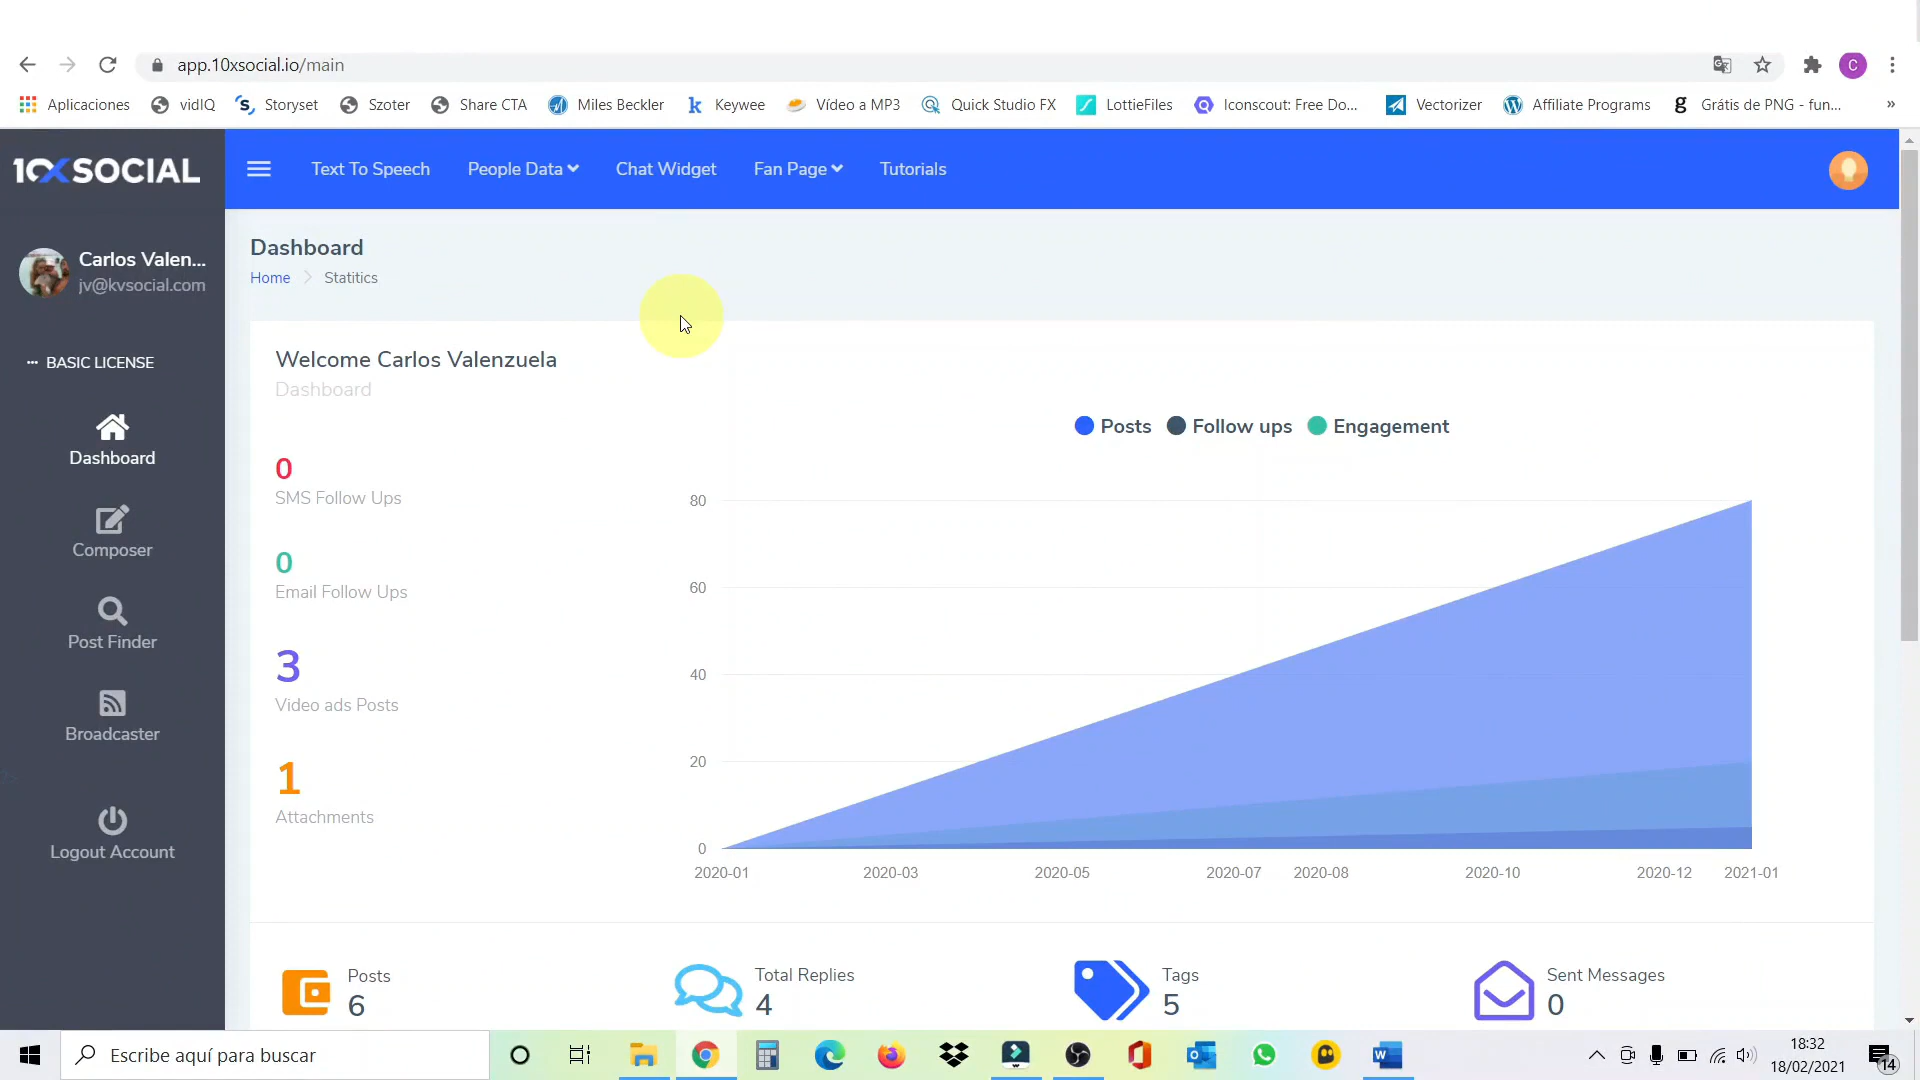 app.10xsocial.io/main
C
Aplicaciones
vidIQ
Storyset
Szoter
Share CTA
Miles Beckler
Keywee
Vídeo a MP3
Quick Studio FX
LottieFiles
Iconscout: Free Do...
Vectorizer
Affiliate Programs
Grátis de PNG - fun...
»
10XSOCIAL
Text To Speech
People Data
Chat Widget
Fan Page
Tutorials
Carlos Valen...
jv@kvsocial.com
BASIC LICENSE
Dashboard
Composer
Post Finder
Broadcaster
Logout Account
Dashboard
Home
Statitics
Welcome Carlos Valenzuela
Dashboard
0
SMS Follow Ups
0
Email Follow Ups
3
Video ads Posts
1
Attachments
Posts
Follow ups
Engagement
80
60
40
20
0
2020-01
2020-03
2020-05
2020-07
2020-08
2020-10
2020-12
2021-01
Posts
6
Total Replies
4
Tags
5
Sent Messages
0
Escribe aquí para buscar
18:32
18/02/2021
14